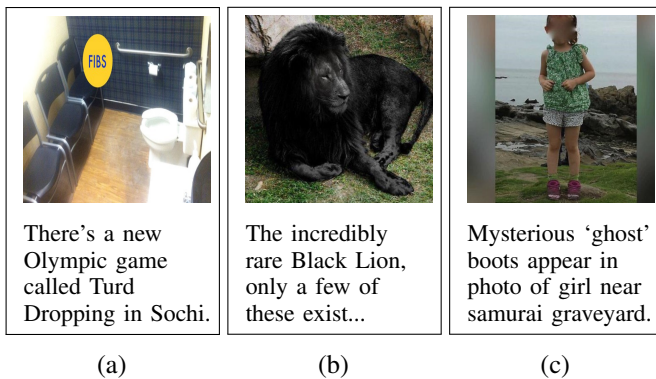 FIBS
There's a new
Olympic game
called Turd
Dropping in Sochi.
The incredibly
rare Black Lion,
only a few of
these exist...
Mysterious ‘ghost’
boots appear in
photo of girl near
samurai graveyard.
(a)
(b)
(c)